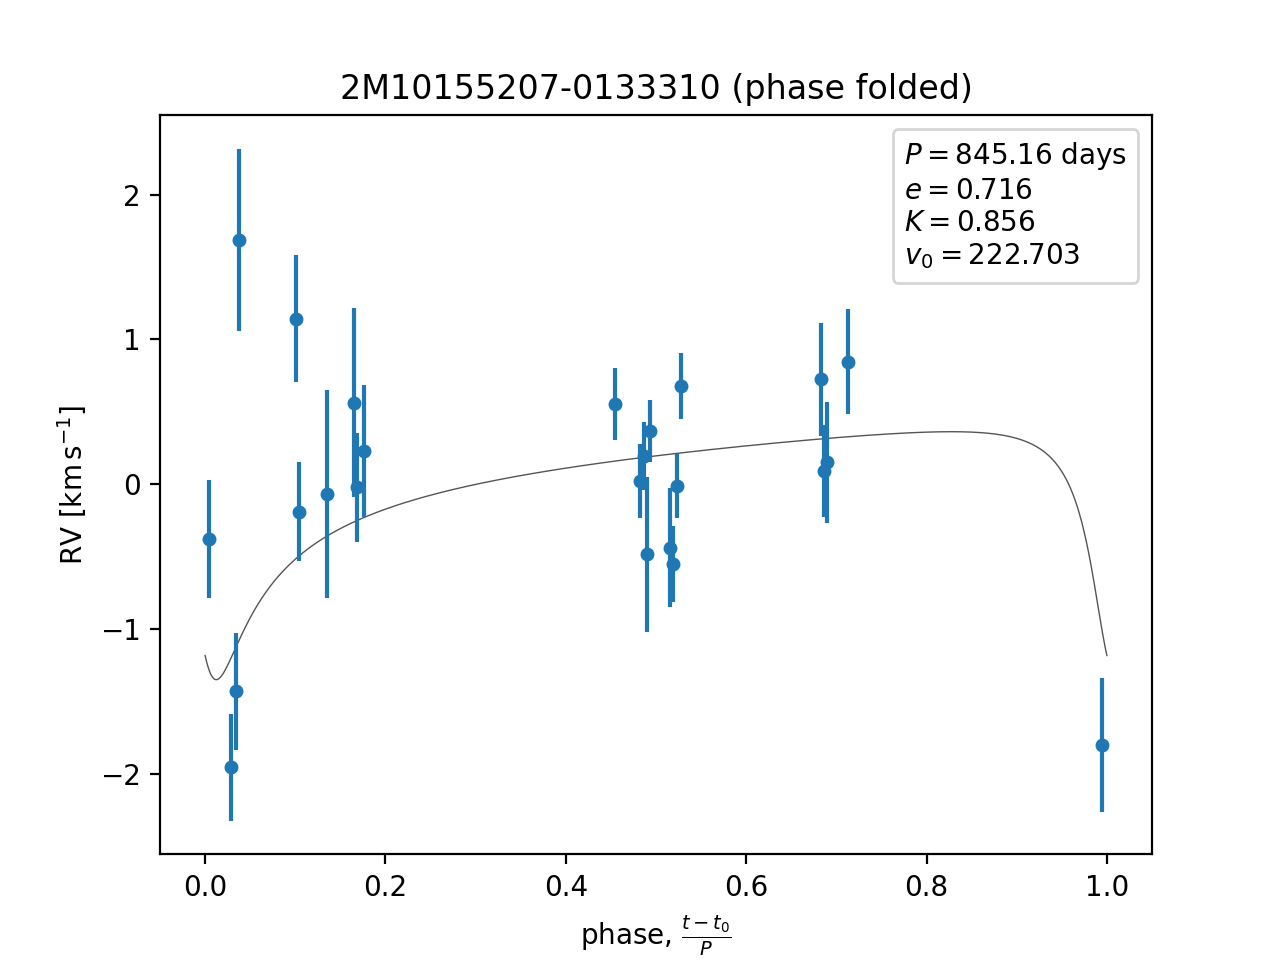 2M10155207-0133310 (phase folded)
P = 845.16 days
e = 0.716
K = 0.856
v₀ = 222.703
RV [km s⁻¹]
2
1
0
−1
−2
0.0 0.2 0.4 0.6 0.8 1.0
phase, (t − t₀)/P